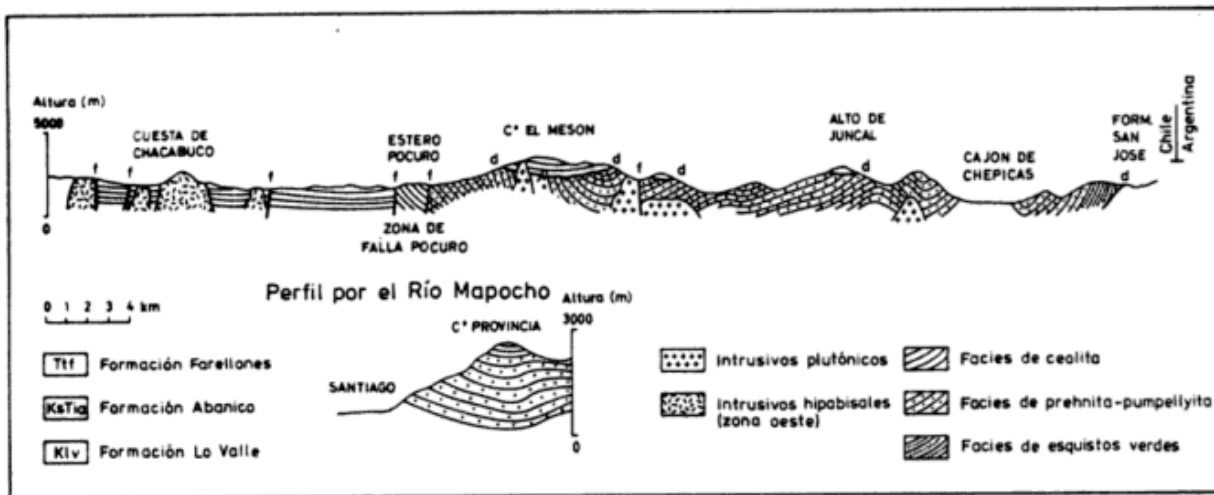 Altura (m)
5000
0
CUESTA DE
CHACABUCO
ESTERO
POCURO
C° EL MESON
ALTO DE
JUNCAL
CAJON DE
CHEPICAS
FORM.
SAN
JOSE
Chile
Argentina
f f f f f d d f d d d
ZONA DE
FALLA POCURO
0 1 2 3 4 km
Perfil por el Río Mapocho
Altura (m)
3000
0
C° PROVINCIA
SANTIAGO
Ttf Formación Farellones
KsTia Formación Abanico
Klv Formación Lo Valle
Intrusivos plutónicos
Intrusivos hipabisales
(zona oeste)
Facies de ceolita
Facies de prehnita-pumpellyita
Facies de esquistos verdes